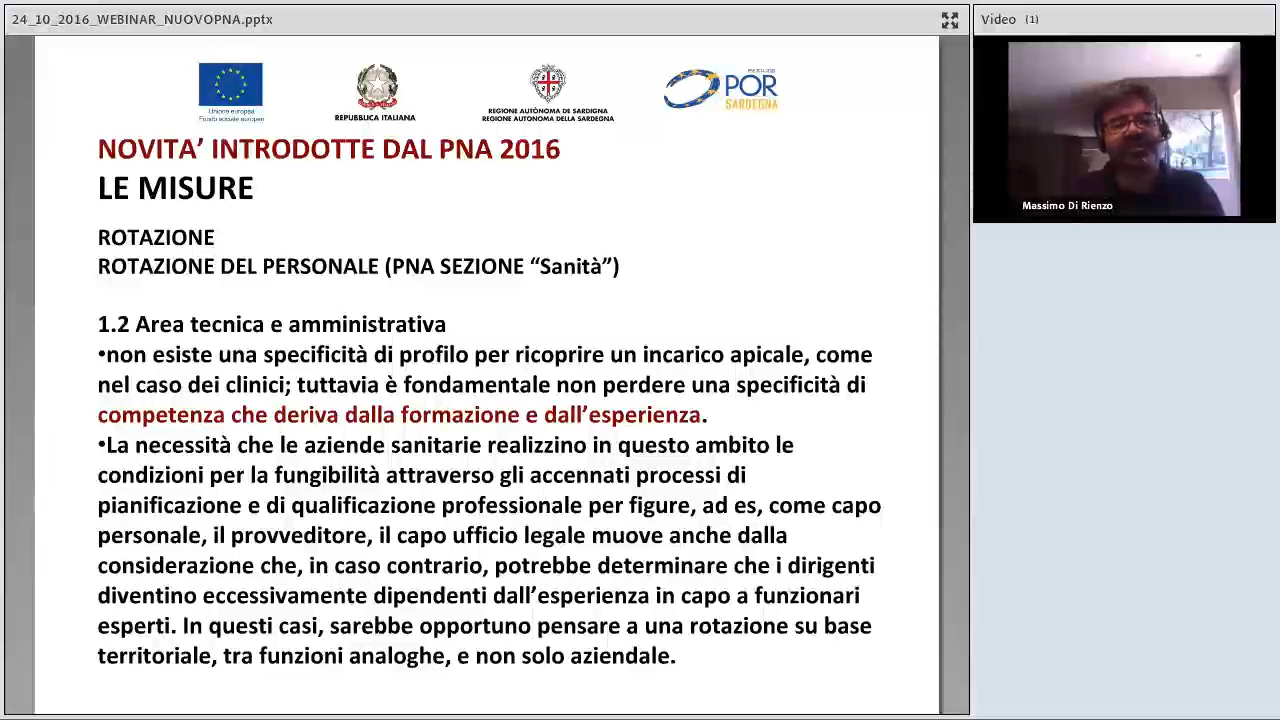 24_10_2016_WEBINAR_NUOVOPNA.pptx
Video (1)
Unione europea
Fondo sociale europeo
REPUBBLICA ITALIANA
REGIONE AUTÒNOMA DE SARDIGNA
REGIONE AUTONOMA DELLA SARDEGNA
POR
SARDEGNA
Massimo Di Rienzo
NOVITA’ INTRODOTTE DAL PNA 2016
LE MISURE
ROTAZIONE
ROTAZIONE DEL PERSONALE (PNA SEZIONE “Sanità”)
1.2 Area tecnica e amministrativa
•non esiste una specificità di profilo per ricoprire un incarico apicale, come
nel caso dei clinici; tuttavia è fondamentale non perdere una specificità di
competenza che deriva dalla formazione e dall’esperienza.
•La necessità che le aziende sanitarie realizzino in questo ambito le
condizioni per la fungibilità attraverso gli accennati processi di
pianificazione e di qualificazione professionale per figure, ad es, come capo
personale, il provveditore, il capo ufficio legale muove anche dalla
considerazione che, in caso contrario, potrebbe determinare che i dirigenti
diventino eccessivamente dipendenti dall’esperienza in capo a funzionari
esperti. In questi casi, sarebbe opportuno pensare a una rotazione su base
territoriale, tra funzioni analoghe, e non solo aziendale.